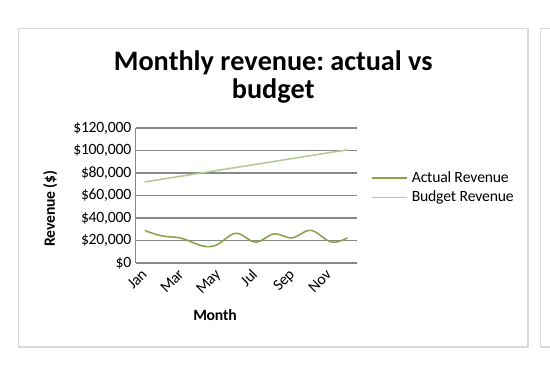 Monthly revenue: actual vs
budget
$120,000
$100,000
$80,000
$60,000
$40,000
$20,000
$0
Revenue ($)
Jan
Mar
May
Jul
Sep
Nov
Month
Actual Revenue
Budget Revenue